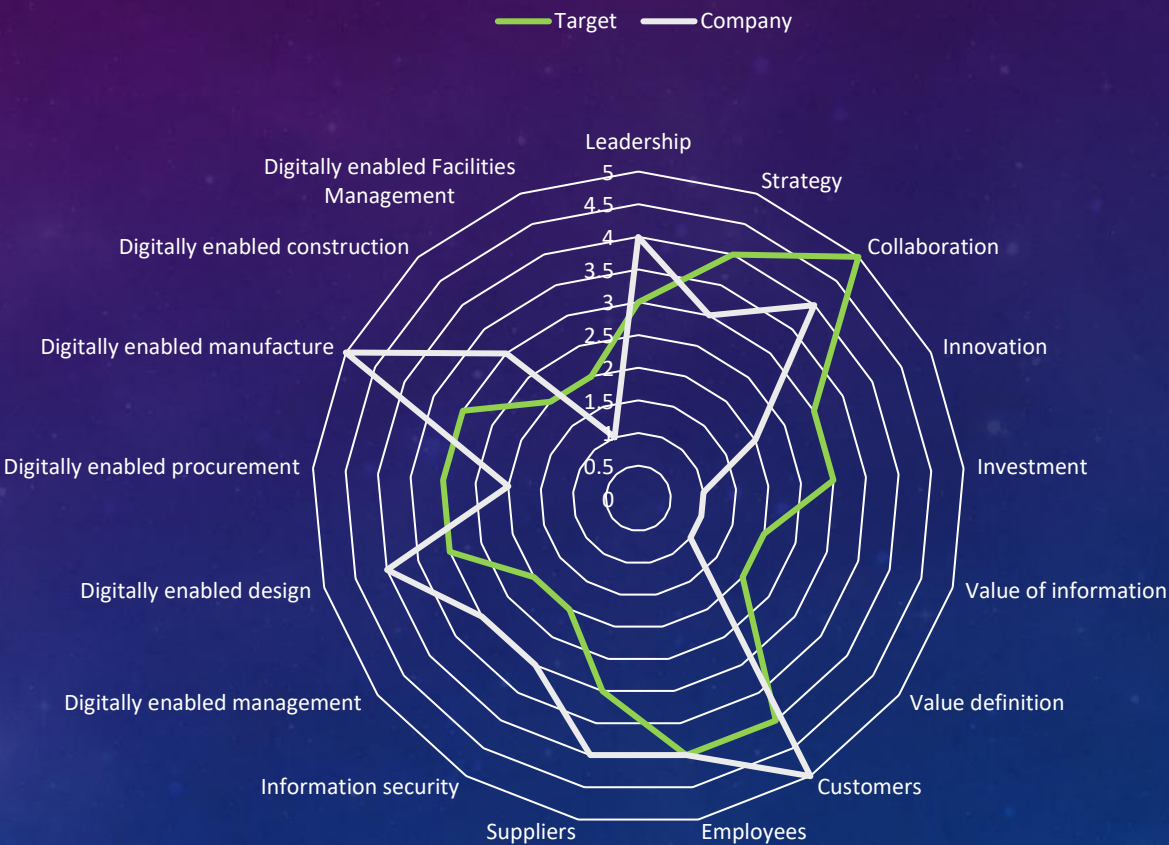 Target
Company
Leadership
Strategy
Collaboration
Innovation
Investment
Value of information
Value definition
Customers
Employees
Suppliers
Information security
Digitally enabled management
Digitally enabled design
Digitally enabled procurement
Digitally enabled manufacture
Digitally enabled construction
Digitally enabled Facilities
Management
5
4.5
4
3.5
3
2.5
2
1.5
1
0.5
0